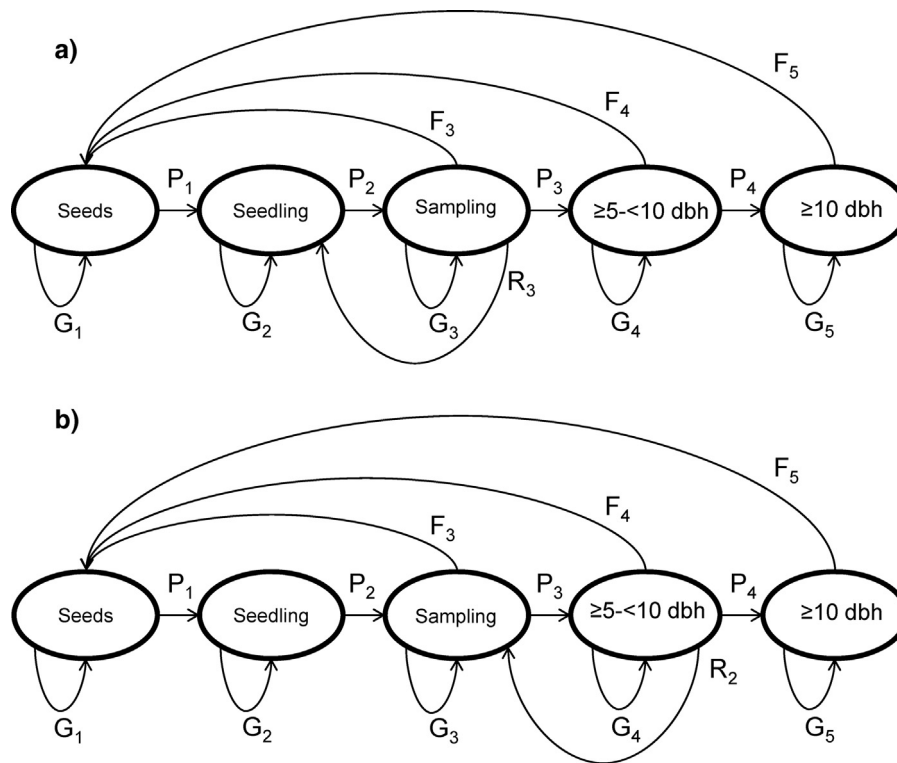 a)
F₅
F₄
F₃
P₁ P₂ P₃ P₄
Seeds Seedling Sampling ≥5-<10 dbh ≥10 dbh
R₃
G₁ G₂ G₃ G₄ G₅
b)
F₅
F₄
F₃
P₁ P₂ P₃ P₄
Seeds Seedling Sampling ≥5-<10 dbh ≥10 dbh
R₂
G₁ G₂ G₃ G₄ G₅